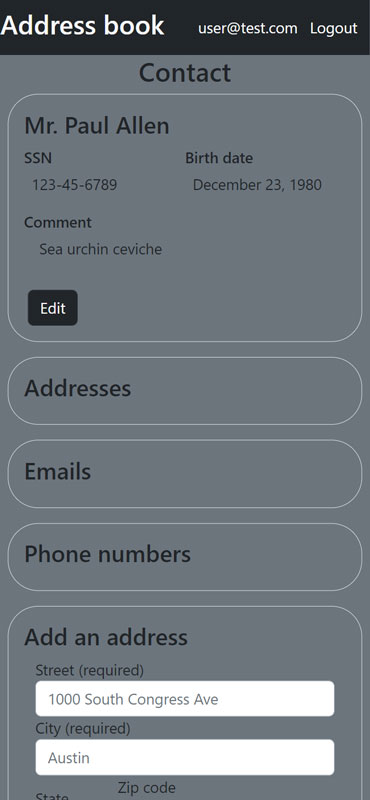 Address book user@test.com Logout
Contact
Mr. Paul Allen
SSN Birth date
123-45-6789 December 23, 1980
Comment
Sea urchin ceviche
Edit
Addresses
Emails
Phone numbers
Add an address
Street (required)
1000 South Congress Ave
City (required)
Austin
Zip code
State